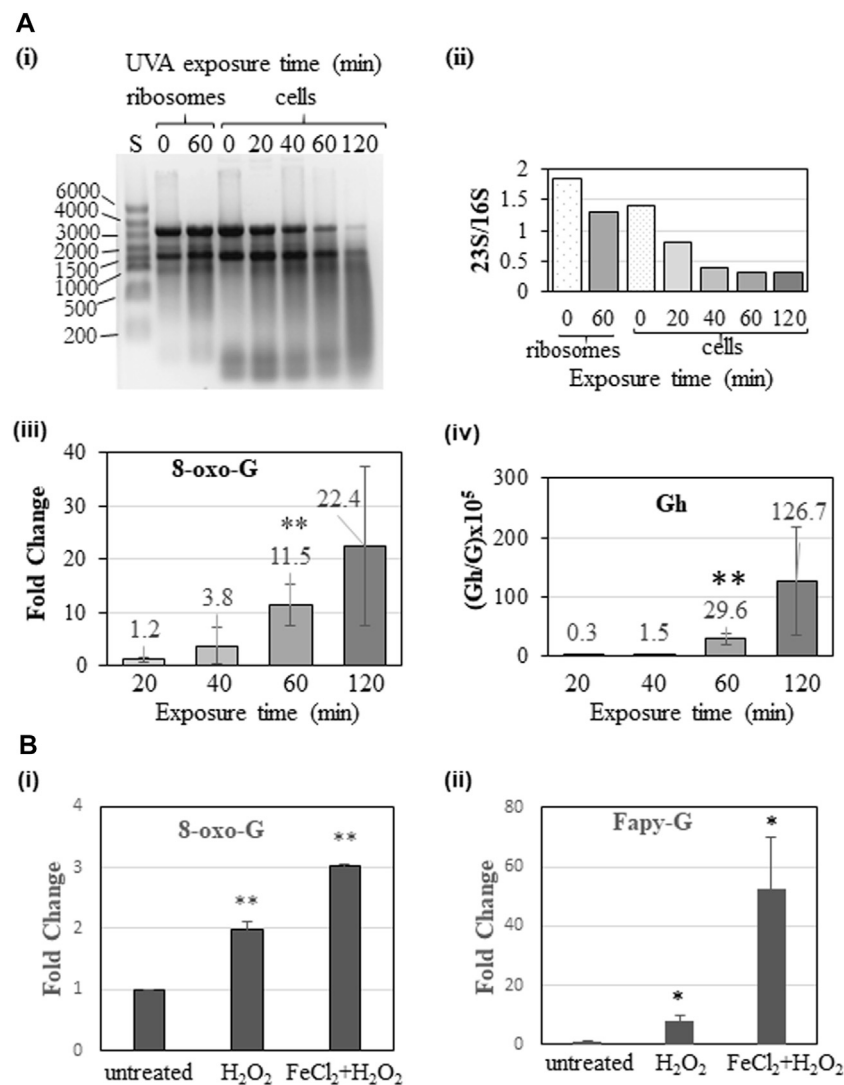 A
(i)
UVA exposure time (min)
ribosomes cells
S 0 60 0 20 40 60 120
6000
4000
3000
2000
1500
1000
500
200
(ii)
23S/16S
2
1.5
1
0.5
0
0 60 0 20 40 60 120
ribosomes cells
Exposure time (min)
(iii)
8-oxo-G
Fold Change
40
30
20
10
0
1.2
3.8
**
11.5
22.4
20 40 60 120
Exposure time (min)
(iv)
Gh
(Gh/G)x10⁵
300
200
100
0
0.3
1.5
**
29.6
126.7
20 40 60 120
Exposure time (min)
B
(i)
8-oxo-G
Fold Change
4
3
2
1
0
**
**
untreated H₂O₂ FeCl₂+H₂O₂
(ii)
Fapy-G
Fold Change
80
60
40
20
0
*
*
untreated H₂O₂ FeCl₂+H₂O₂